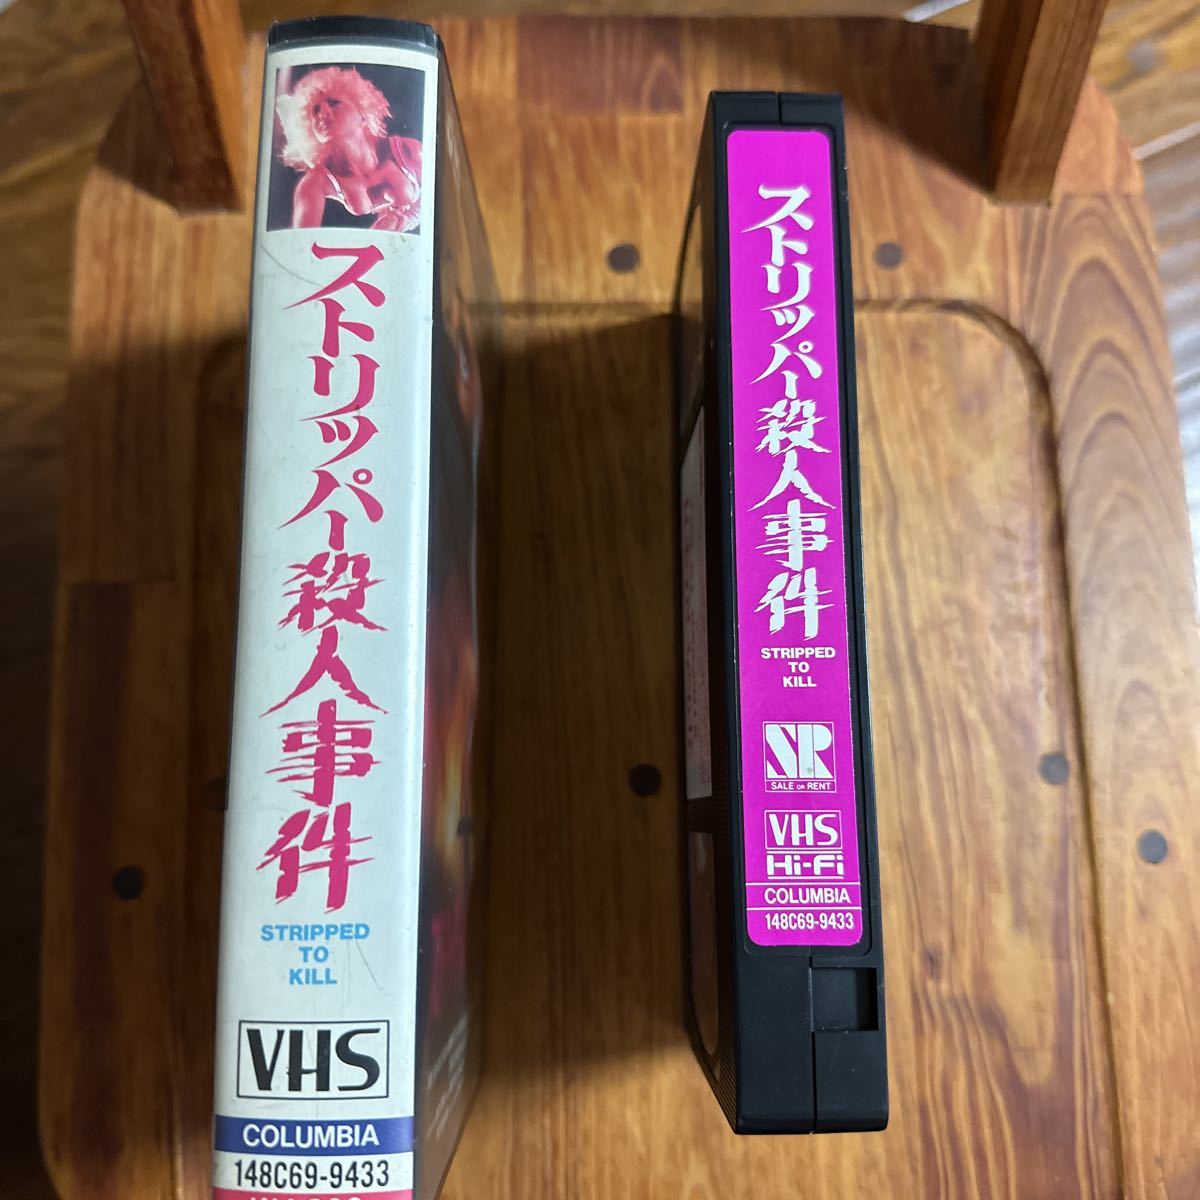 ストリッパー殺人事件
STRIPPED
TO
KILL
VHS
COLUMBIA
148C69-9433
ストリッパー殺人事件
STRIPPED
TO
KILL
SR
SALE OR RENT
VHS
Hi-Fi
COLUMBIA
148C69-9433